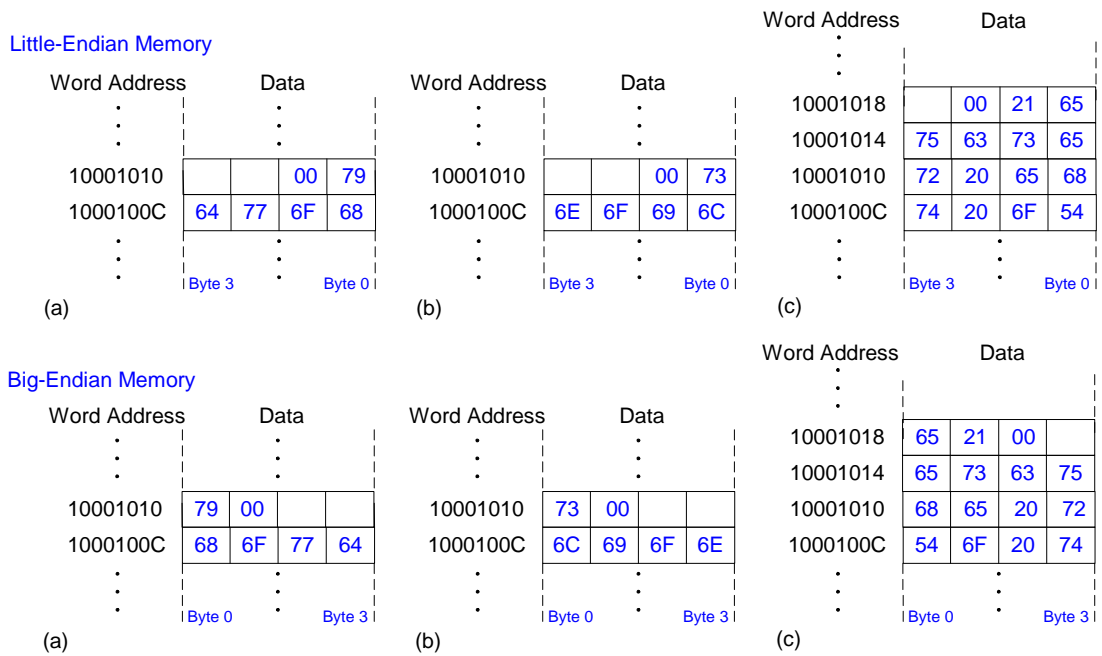 Little-Endian Memory
Word Address Data
10001010 00 79
1000100C 64 77 6F 68
Byte 3 Byte 0
(a)
Word Address Data
10001010 00 73
1000100C 6E 6F 69 6C
Byte 3 Byte 0
(b)
Word Address Data
10001018 00 21 65
10001014 75 63 73 65
10001010 72 20 65 68
1000100C 74 20 6F 54
Byte 3 Byte 0
(c)
Big-Endian Memory
Word Address Data
10001010 79 00
1000100C 68 6F 77 64
Byte 0 Byte 3
(a)
Word Address Data
10001010 73 00
1000100C 6C 69 6F 6E
Byte 0 Byte 3
(b)
Word Address Data
10001018 65 21 00
10001014 65 73 63 75
10001010 68 65 20 72
1000100C 54 6F 20 74
Byte 0 Byte 3
(c)